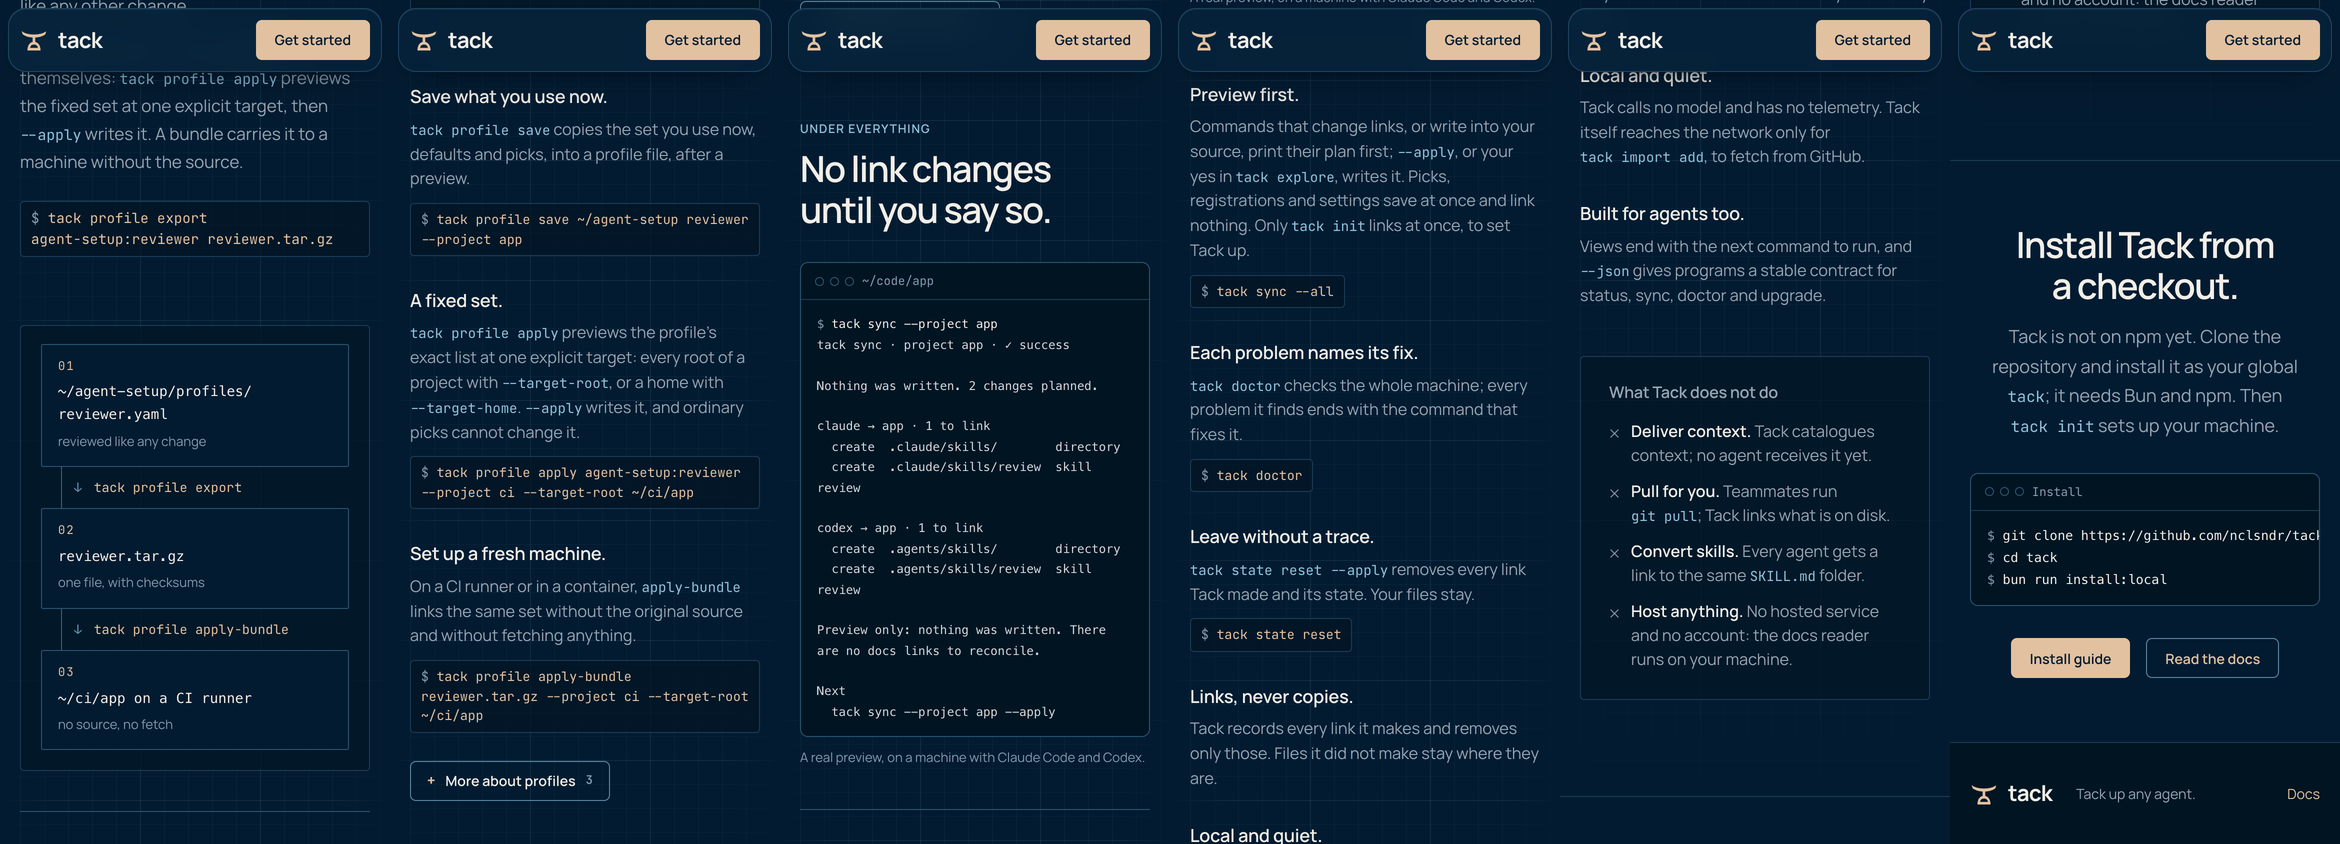 like any other change
tack
Get started
themselves: tack profile apply previews
the fixed set at one explicit target, then
--apply writes it. A bundle carries it to a
machine without the source.
$ tack profile export
agent-setup:reviewer reviewer.tar.gz
01
~/agent-setup/profiles/
reviewer.yaml
reviewed like any change
↓ tack profile export
02
reviewer.tar.gz
one file, with checksums
↓ tack profile apply-bundle
03
~/ci/app on a CI runner
no source, no fetch
tack
Get started
Save what you use now.
tack profile save copies the set you use now,
defaults and picks, into a profile file, after a
preview.
$ tack profile save ~/agent-setup reviewer
--project app
A fixed set.
tack profile apply previews the profile's
exact list at one explicit target: every root of a
project with --target-root, or a home with
--target-home. --apply writes it, and ordinary
picks cannot change it.
$ tack profile apply agent-setup:reviewer
--project ci --target-root ~/ci/app
Set up a fresh machine.
On a CI runner or in a container, apply-bundle
links the same set without the original source
and without fetching anything.
$ tack profile apply-bundle
reviewer.tar.gz --project ci --target-root
~/ci/app
+ More about profiles 3
tack
Get started
UNDER EVERYTHING
No link changes
until you say so.
~/code/app
$ tack sync --project app
tack sync · project app · ✓ success
Nothing was written. 2 changes planned.
claude → app · 1 to link
create .claude/skills/ directory
create .claude/skills/review skill
review
codex → app · 1 to link
create .agents/skills/ directory
create .agents/skills/review skill
review
Preview only: nothing was written. There
are no docs links to reconcile.
Next
tack sync --project app --apply
A real preview, on a machine with Claude Code and Codex.
A real preview, on a machine with Claude Code and Codex.
tack
Get started
Preview first.
Commands that change links, or write into your
source, print their plan first; --apply, or your
yes in tack explore, writes it. Picks,
registrations and settings save at once and link
nothing. Only tack init links at once, to set
Tack up.
$ tack sync --all
Each problem names its fix.
tack doctor checks the whole machine; every
problem it finds ends with the command that
fixes it.
$ tack doctor
Leave without a trace.
tack state reset --apply removes every link
Tack made and its state. Your files stay.
$ tack state reset
Links, never copies.
Tack records every link it makes and removes
only those. Files it did not make stay where they
are.
Local and quiet.
tack
Get started
Local and quiet.
Tack calls no model and has no telemetry. Tack
itself reaches the network only for
tack import add, to fetch from GitHub.
Built for agents too.
Views end with the next command to run, and
--json gives programs a stable contract for
status, sync, doctor and upgrade.
What Tack does not do
× Deliver context. Tack catalogues
context; no agent receives it yet.
× Pull for you. Teammates run
git pull; Tack links what is on disk.
× Convert skills. Every agent gets a
link to the same SKILL.md folder.
× Host anything. No hosted service
and no account: the docs reader
runs on your machine.
and no account: the docs reader
tack
Get started
Install Tack from
a checkout.
Tack is not on npm yet. Clone the
repository and install it as your global
tack; it needs Bun and npm. Then
tack init sets up your machine.
Install
$ git clone https://github.com/nclsndr/tack
$ cd tack
$ bun run install:local
Install guide
Read the docs
tack
Tack up any agent.
Docs